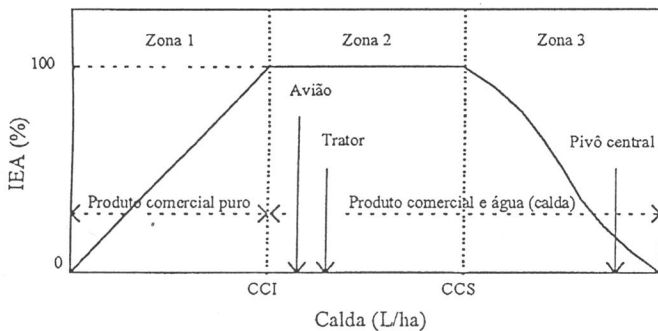 Zona 1
Zona 2
Zona 3
100
Avião
Trator
Pivô central
IEA (%)
Produto comercial puro
Produto comercial e água (calda)
0
CCI
CCS
Calda (L/ha)